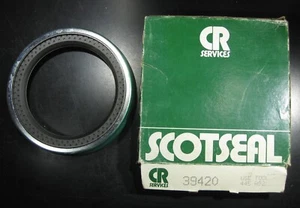 CR
SERVICES
SCOTSEAL
CR
SERVICES
39420